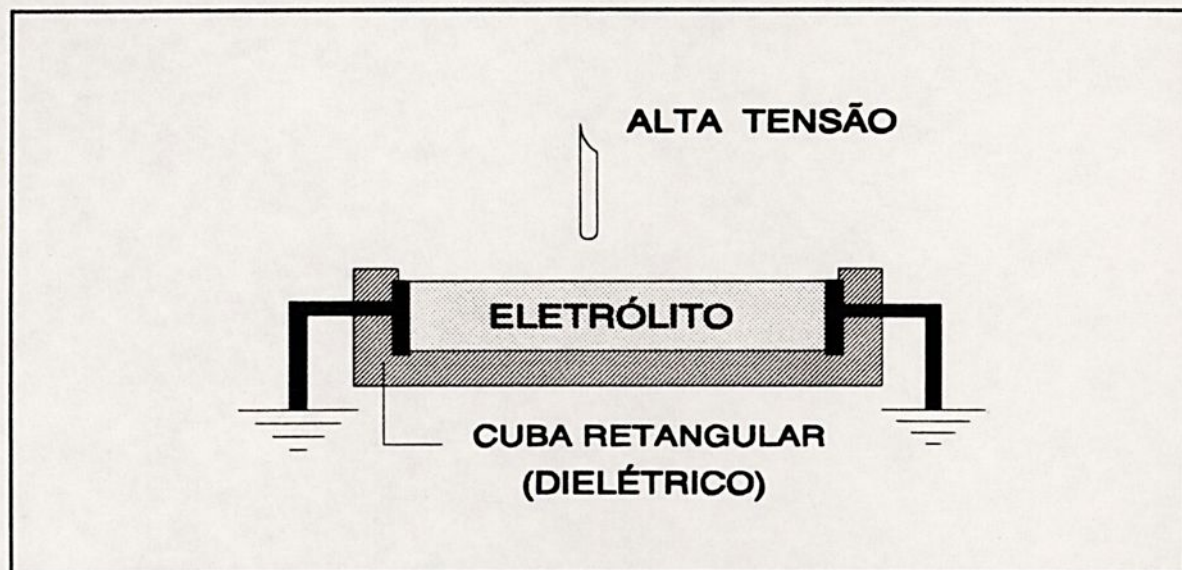 ALTA TENSÃO
ELETRÓLITO
CUBA RETANGULAR
(DIELÉTRICO)